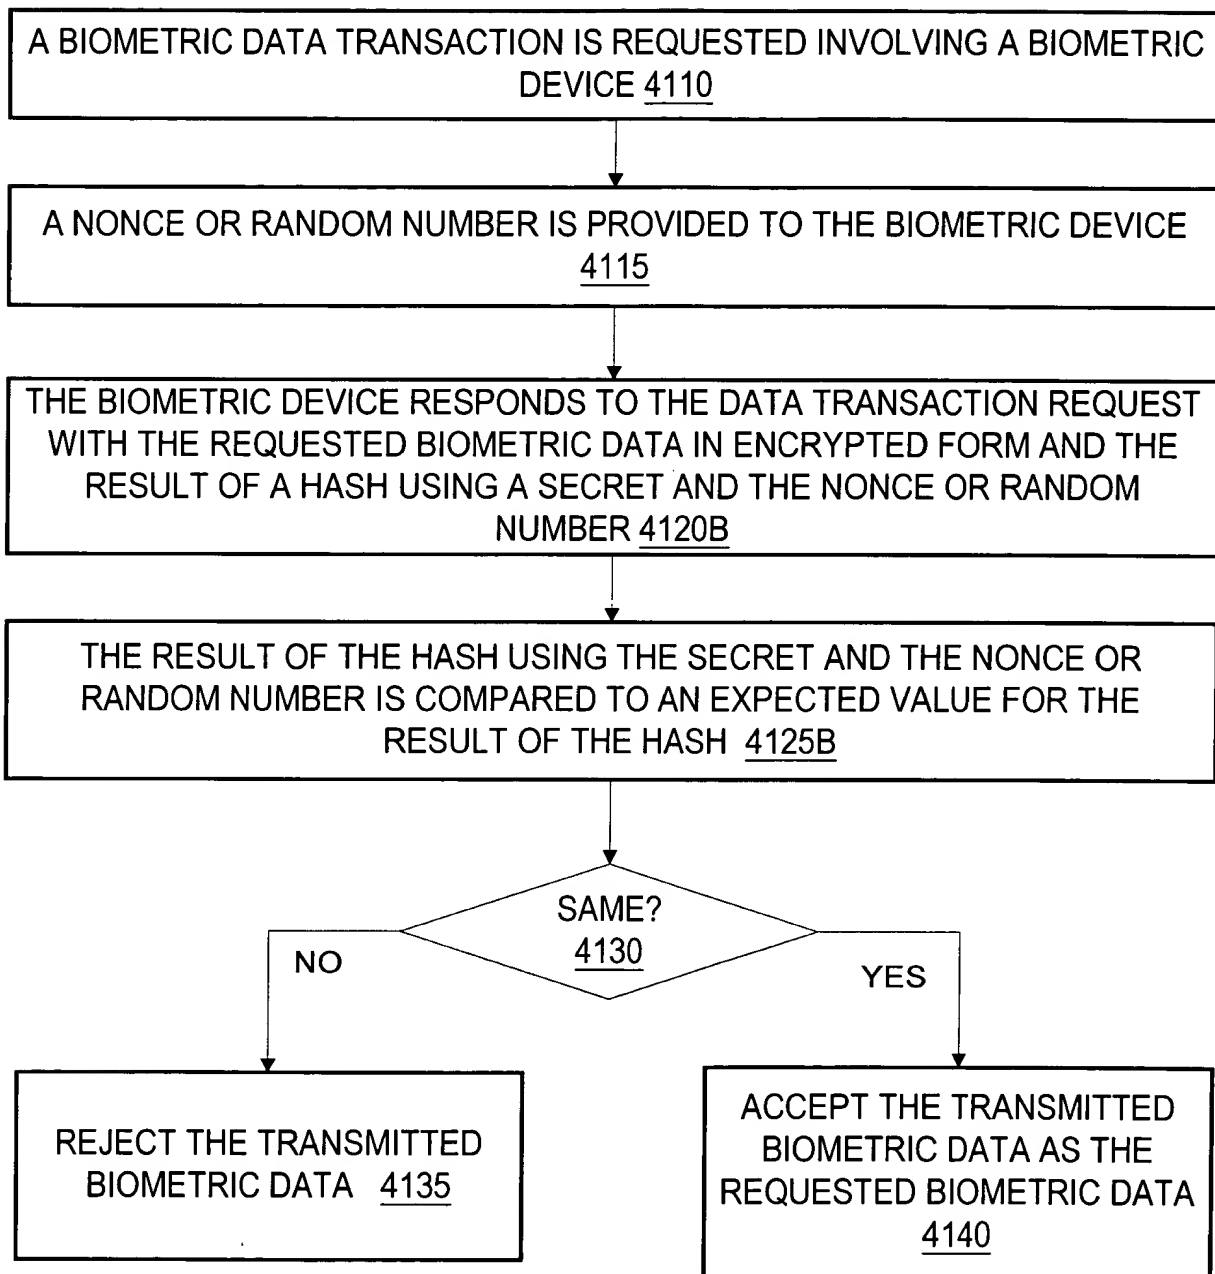 A BIOMETRIC DATA TRANSACTION IS REQUESTED INVOLVING A BIOMETRIC
DEVICE 4110
A NONCE OR RANDOM NUMBER IS PROVIDED TO THE BIOMETRIC DEVICE
4115
THE BIOMETRIC DEVICE RESPONDS TO THE DATA TRANSACTION REQUEST
WITH THE REQUESTED BIOMETRIC DATA IN ENCRYPTED FORM AND THE
RESULT OF A HASH USING A SECRET AND THE NONCE OR RANDOM
NUMBER 4120B
THE RESULT OF THE HASH USING THE SECRET AND THE NONCE OR
RANDOM NUMBER IS COMPARED TO AN EXPECTED VALUE FOR THE
RESULT OF THE HASH 4125B
SAME?
4130
NO
YES
REJECT THE TRANSMITTED
BIOMETRIC DATA 4135
ACCEPT THE TRANSMITTED
BIOMETRIC DATA AS THE
REQUESTED BIOMETRIC DATA
4140